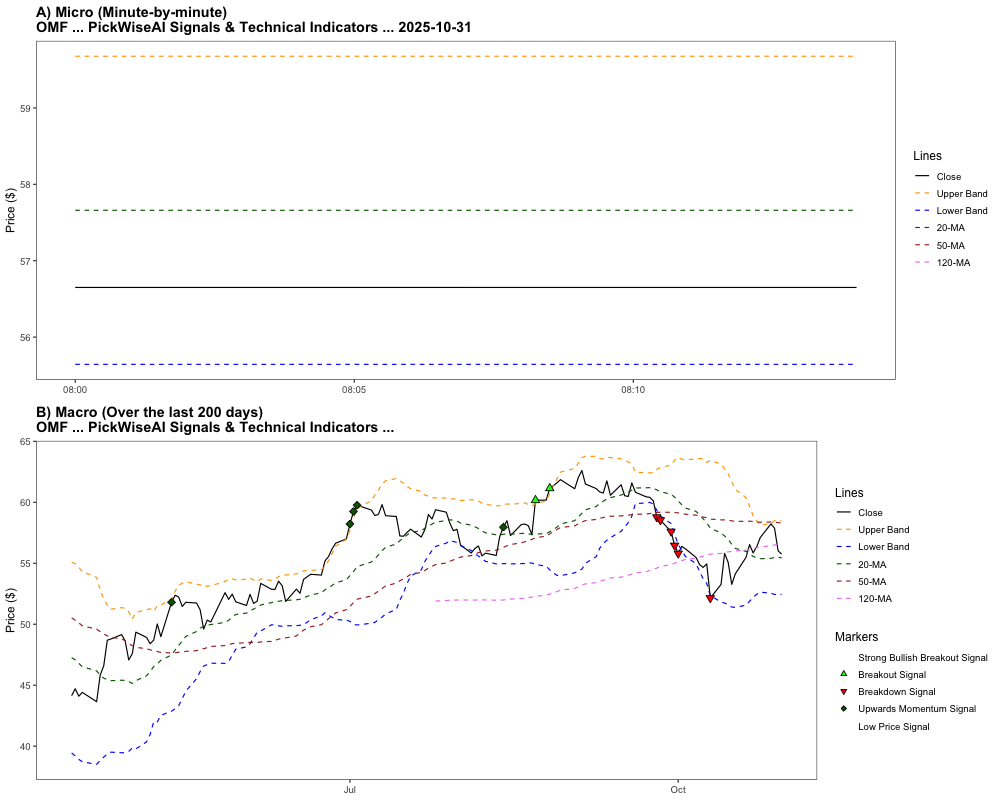 A) Micro (Minute-by-minute)
OMF ... PickWiseAI Signals & Technical Indicators ... 2025-10-31
Price ($)
59
58
57
56
08:00
08:05
08:10
Lines
Close
Upper Band
Lower Band
20-MA
50-MA
120-MA
B) Macro (Over the last 200 days)
OMF ... PickWiseAI Signals & Technical Indicators ...
Price ($)
65
60
55
50
45
40
Jul
Oct
Lines
Close
Upper Band
Lower Band
20-MA
50-MA
120-MA
Markers
Strong Bullish Breakout Signal
Breakout Signal
Breakdown Signal
Upwards Momentum Signal
Low Price Signal